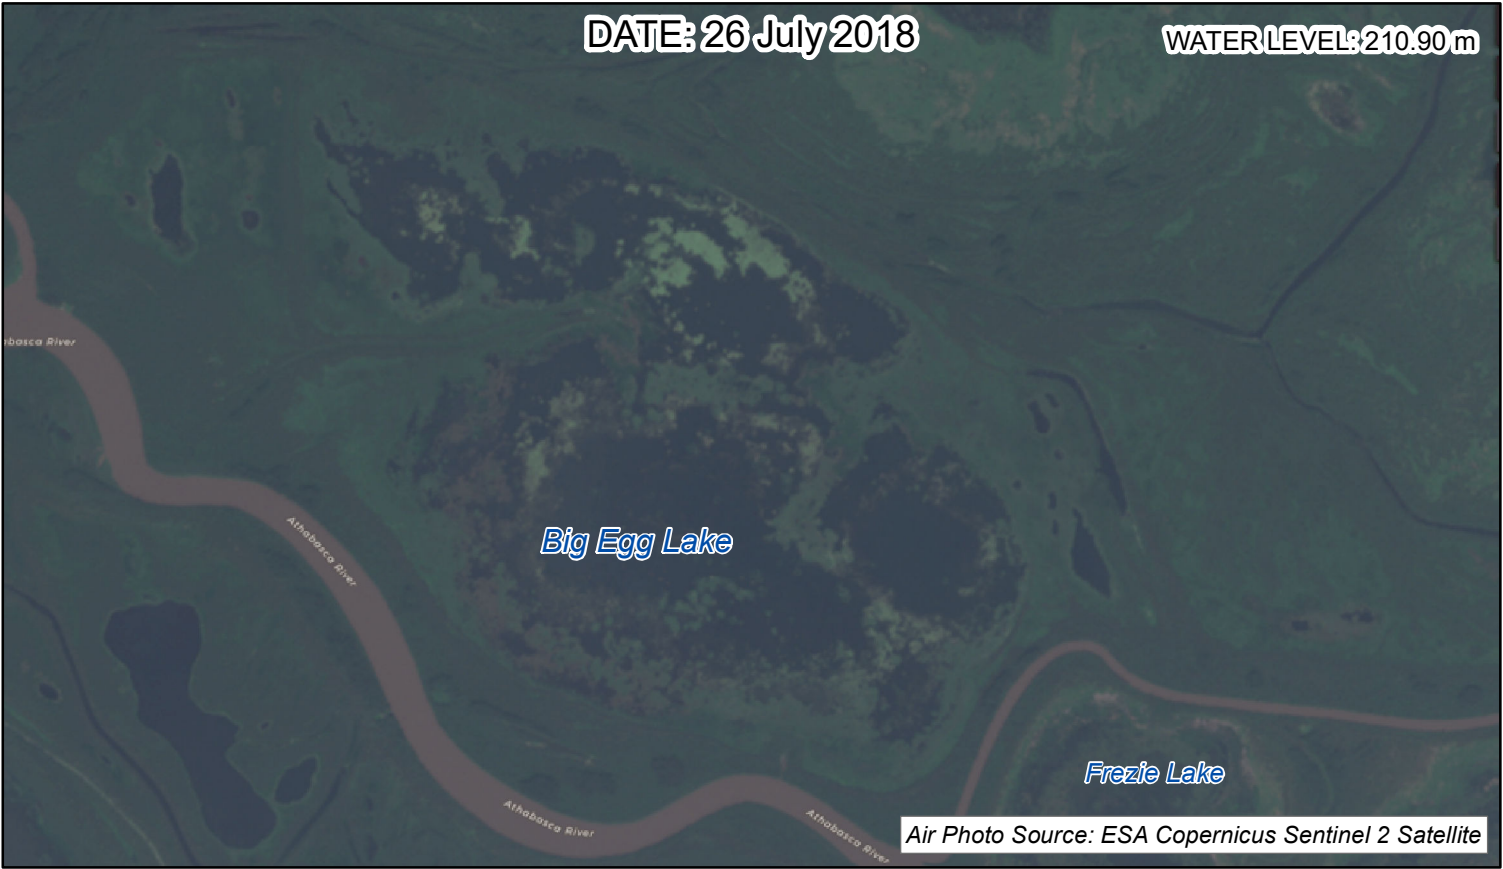 DATE: 26 July 2018
WATER LEVEL: 210.90 m
abasca River
Athabasca River
Big Egg Lake
Frezie Lake
Athabasca River
Athabasca River
Air Photo Source: ESA Copernicus Sentinel 2 Satellite